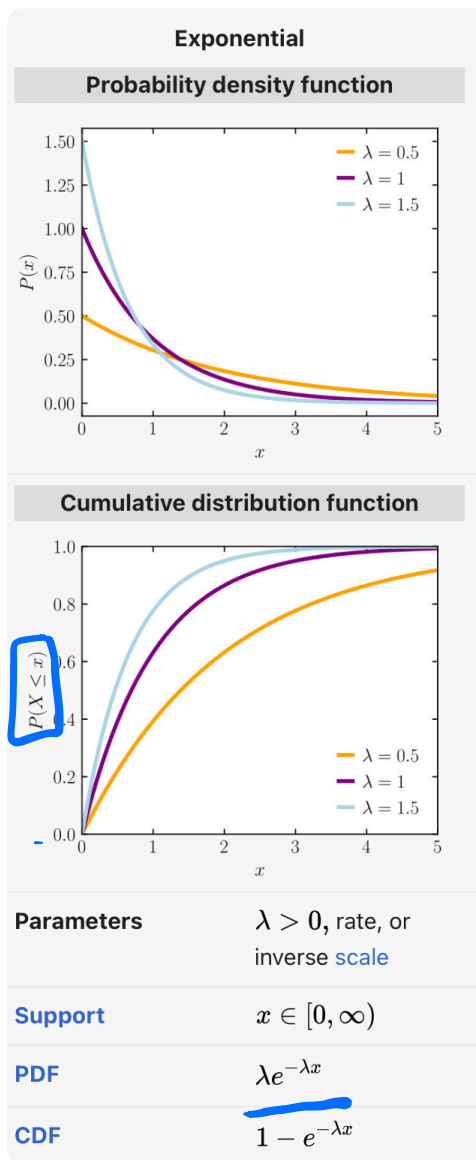 Exponential
Probability density function
1.50
1.25
1.00
0.75
0.50
0.25
0.00
P(x)
λ = 0.5
λ = 1
λ = 1.5
0 1 2 3 4 5
x
Cumulative distribution function
1.0
0.8
0.6
0.4
0.2
0.0
P(X ≤ x)
λ = 0.5
λ = 1
λ = 1.5
0 1 2 3 4 5
x
Parameters λ > 0, rate, or
inverse scale
Support x ∈ [0, ∞)
PDF λe^{−λx}
CDF 1 − e^{−λx}